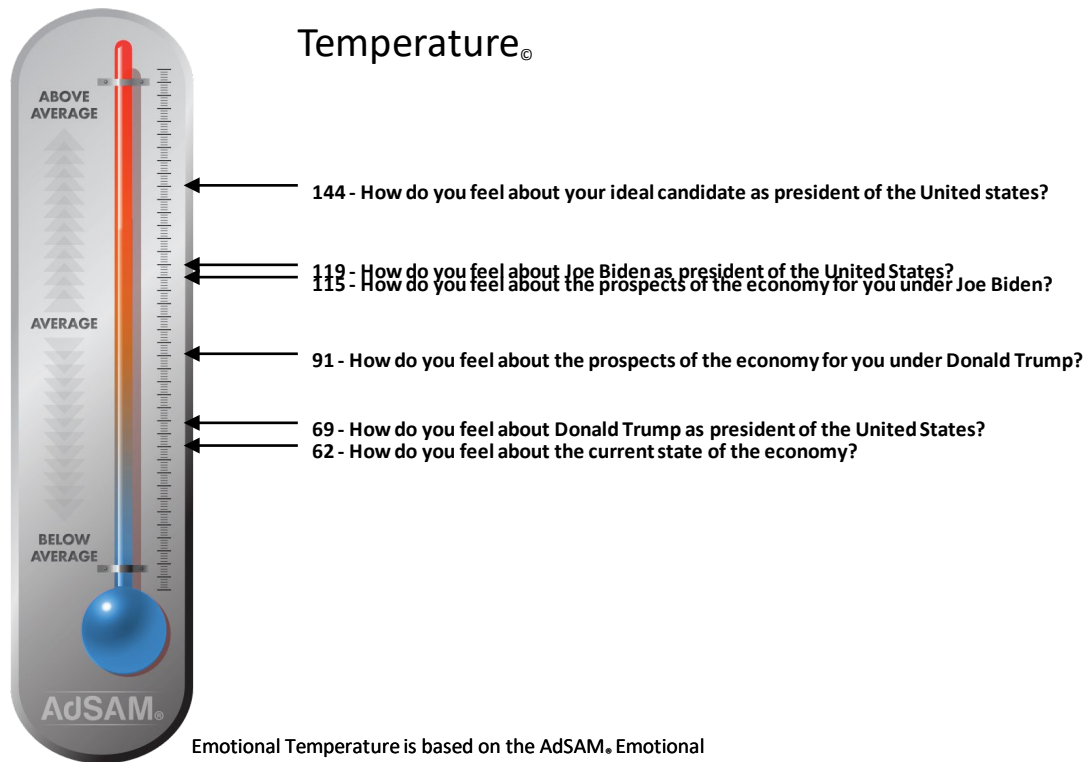 Temperature©
ABOVE
AVERAGE
144 - How do you feel about your ideal candidate as president of the United states?
119 - How do you feel about Joe Biden as president of the United States?
115 - How do you feel about the prospects of the economy for you under Joe Biden?
AVERAGE
91 - How do you feel about the prospects of the economy for you under Donald Trump?
69 - How do you feel about Donald Trump as president of the United States?
62 - How do you feel about the current state of the economy?
BELOW
AVERAGE
AdSAM®
Emotional Temperature is based on the AdSAM® Emotional